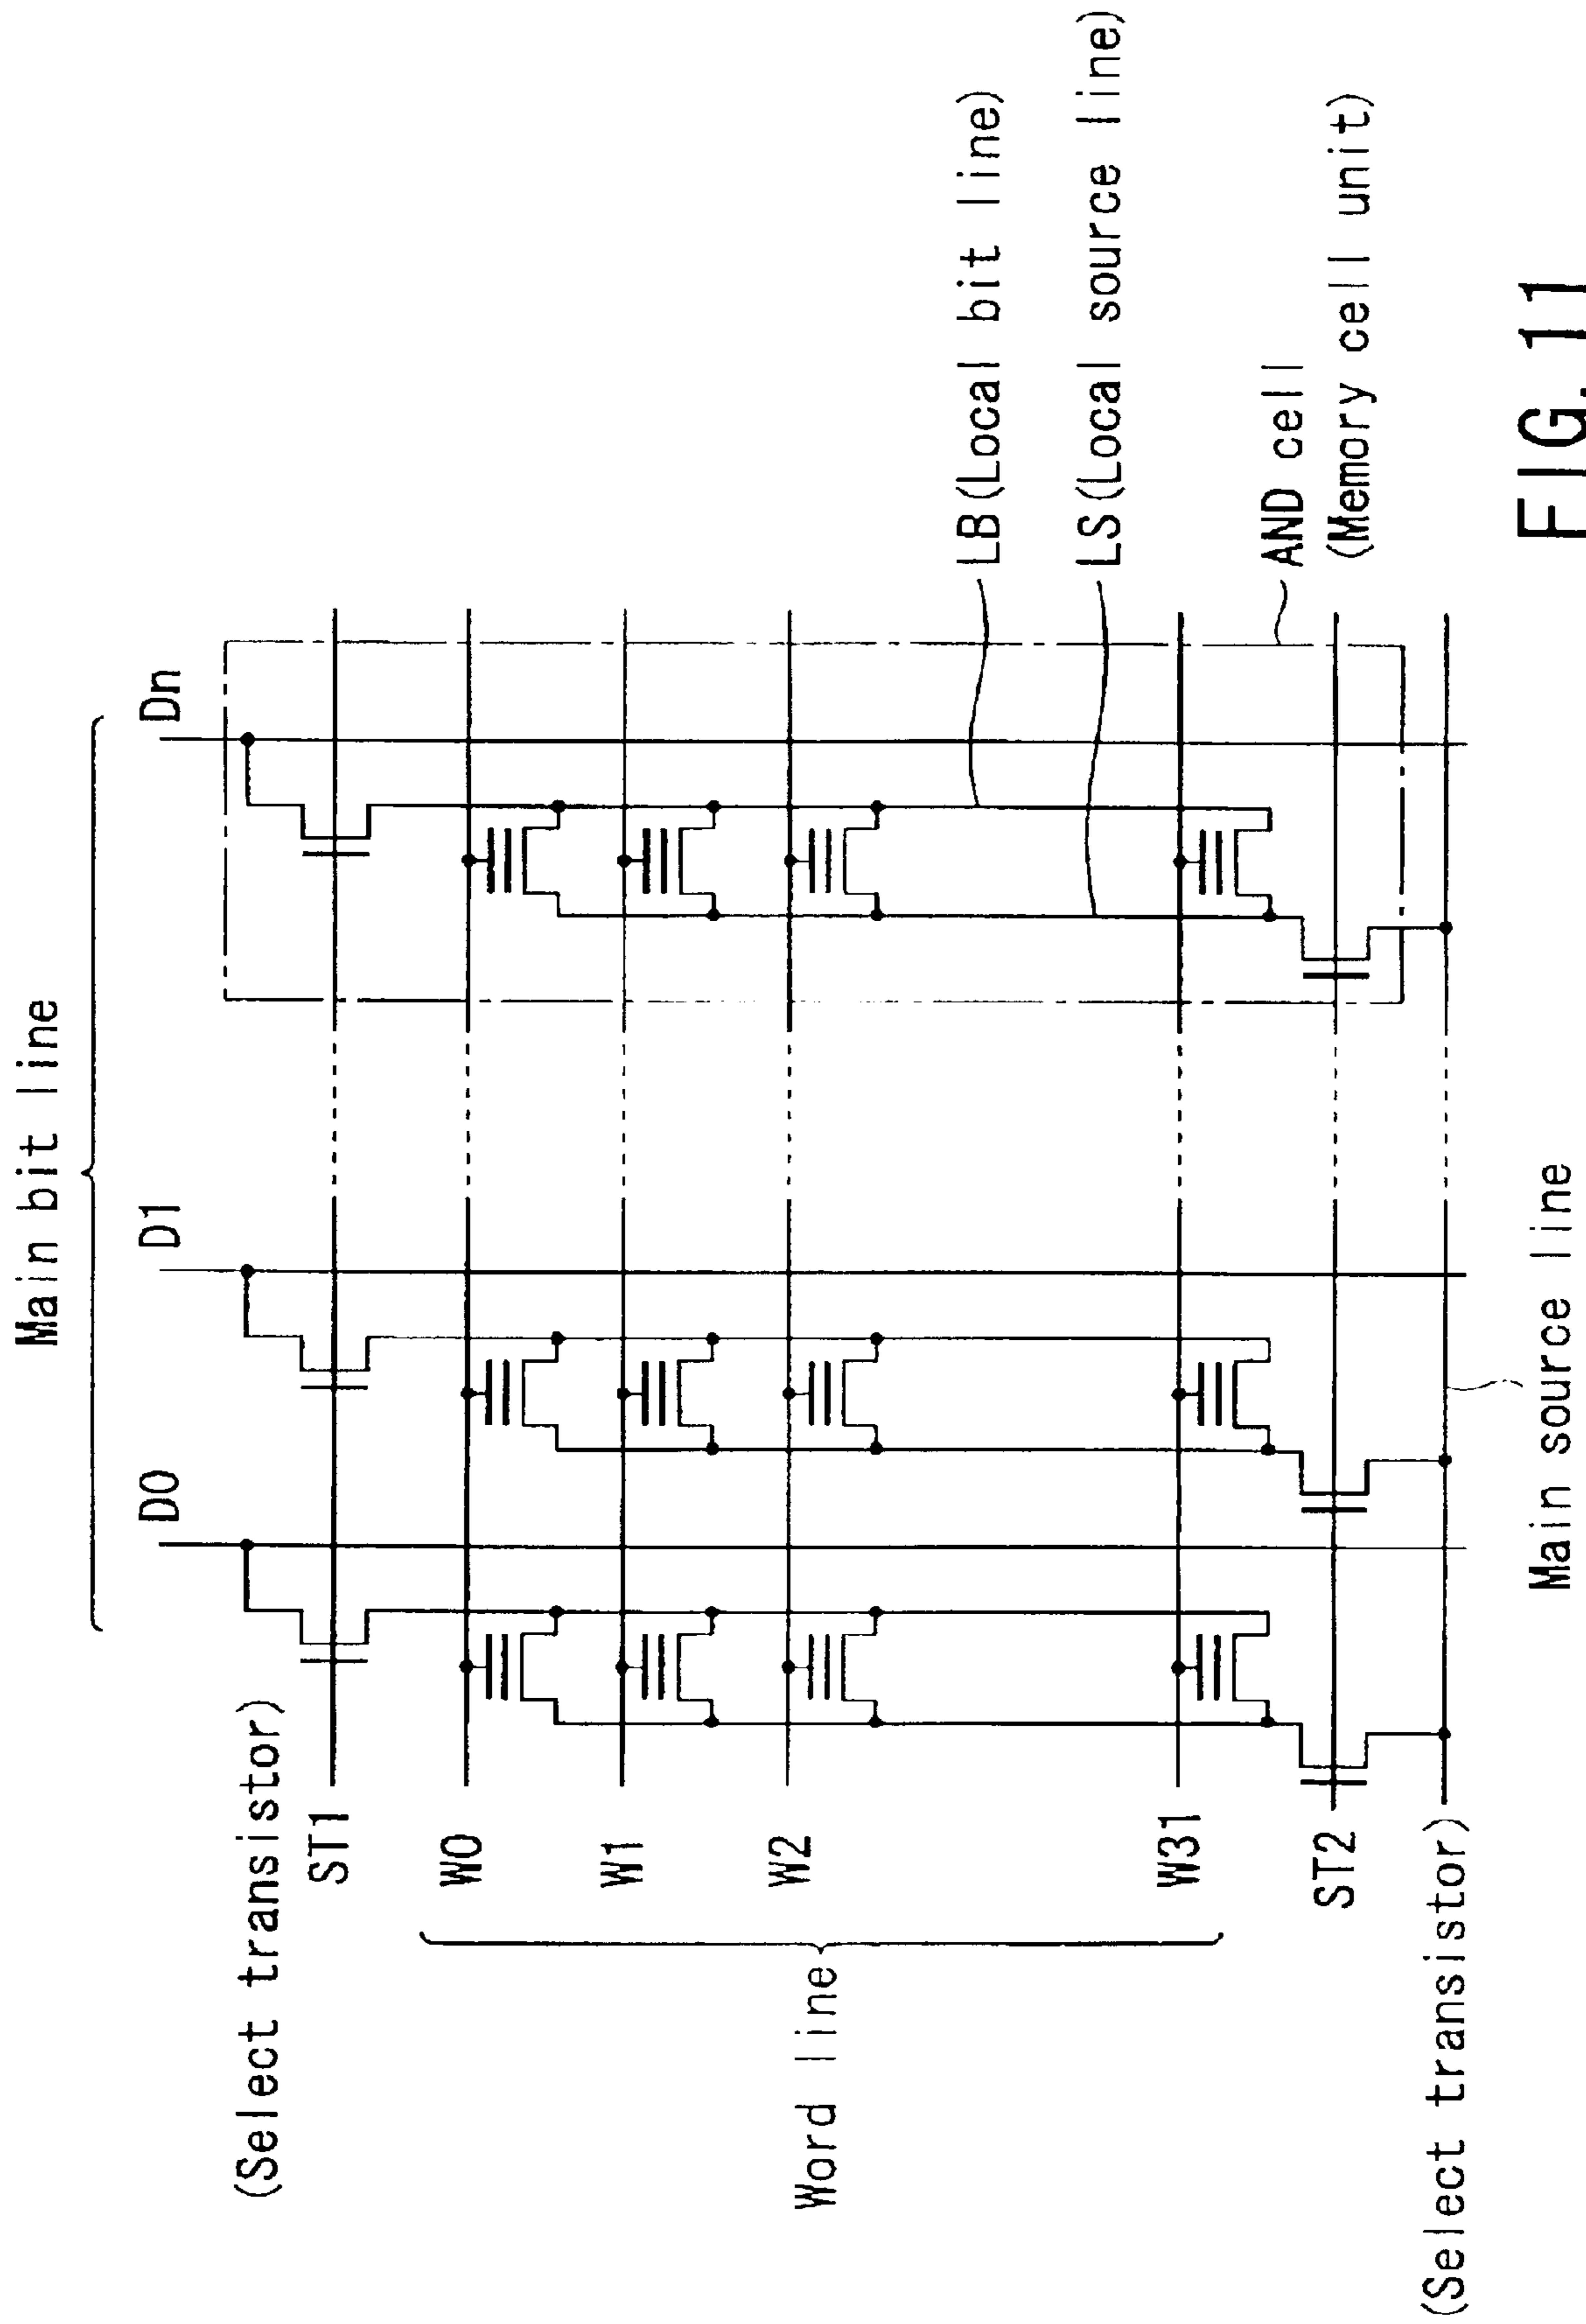 Main bit line
D0
D1
Dn
(Select transistor)
ST1
W0
W1
W2
W31
Word line
ST2
(Select transistor)
Main source line
LB(Local bit line)
LS(Local source line)
AND cell
(Memory cell unit)
FIG. 11